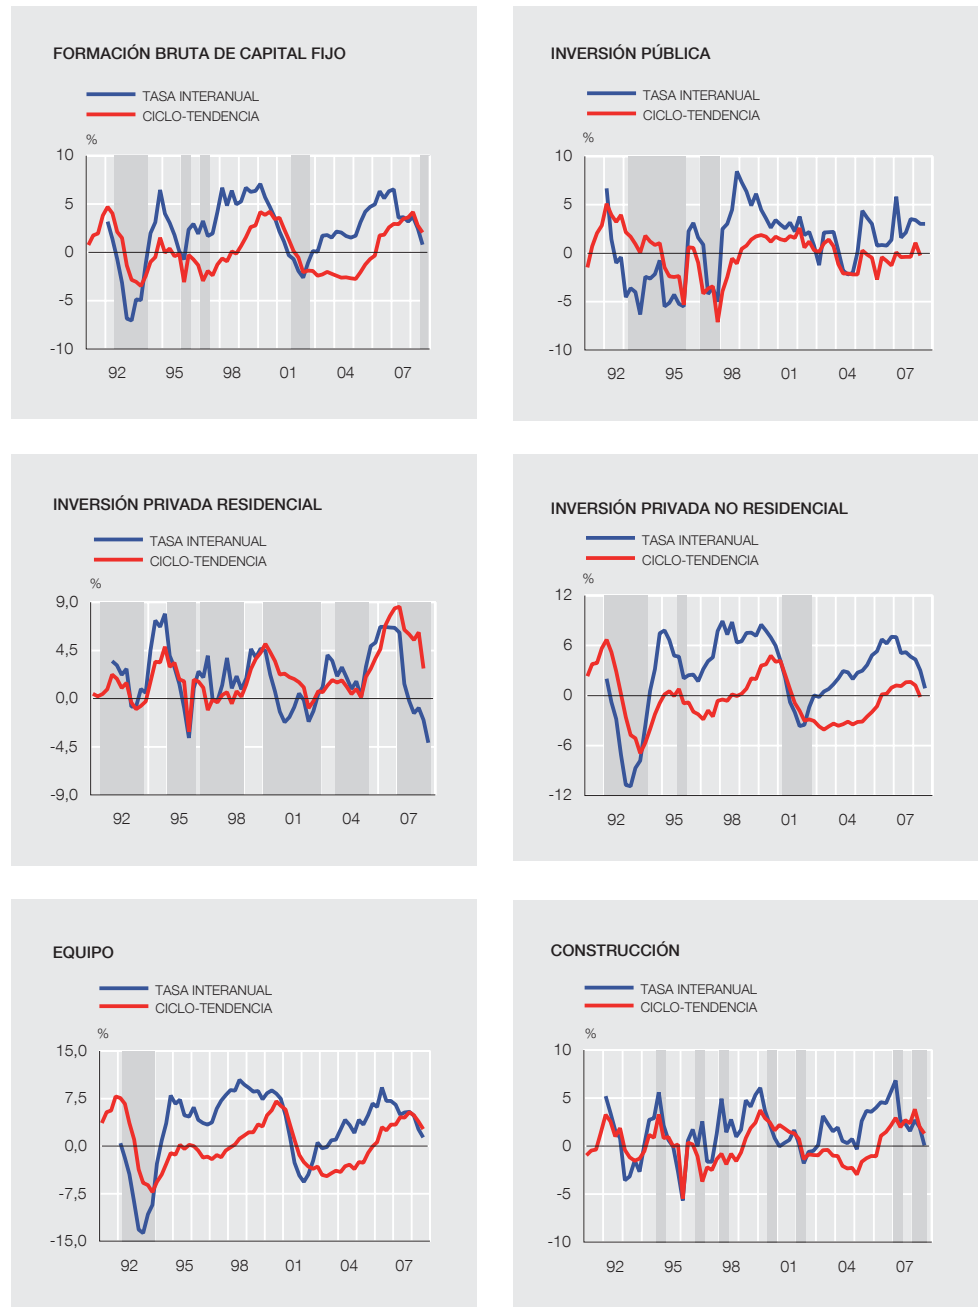 FORMACIÓN BRUTA DE CAPITAL FIJO
TASA INTERANUAL
CICLO-TENDENCIA
%
10
5
0
-5
-10
92 95 98 01 04 07
INVERSIÓN PÚBLICA
TASA INTERANUAL
CICLO-TENDENCIA
%
10
5
0
-5
-10
92 95 98 01 04 07
INVERSIÓN PRIVADA RESIDENCIAL
TASA INTERANUAL
CICLO-TENDENCIA
%
9,0
4,5
0,0
-4,5
-9,0
92 95 98 01 04 07
INVERSIÓN PRIVADA NO RESIDENCIAL
TASA INTERANUAL
CICLO-TENDENCIA
%
12
6
0
-6
-12
92 95 98 01 04 07
EQUIPO
TASA INTERANUAL
CICLO-TENDENCIA
%
15,0
7,5
0,0
-7,5
-15,0
92 95 98 01 04 07
CONSTRUCCIÓN
TASA INTERANUAL
CICLO-TENDENCIA
%
10
5
0
-5
-10
92 95 98 01 04 07